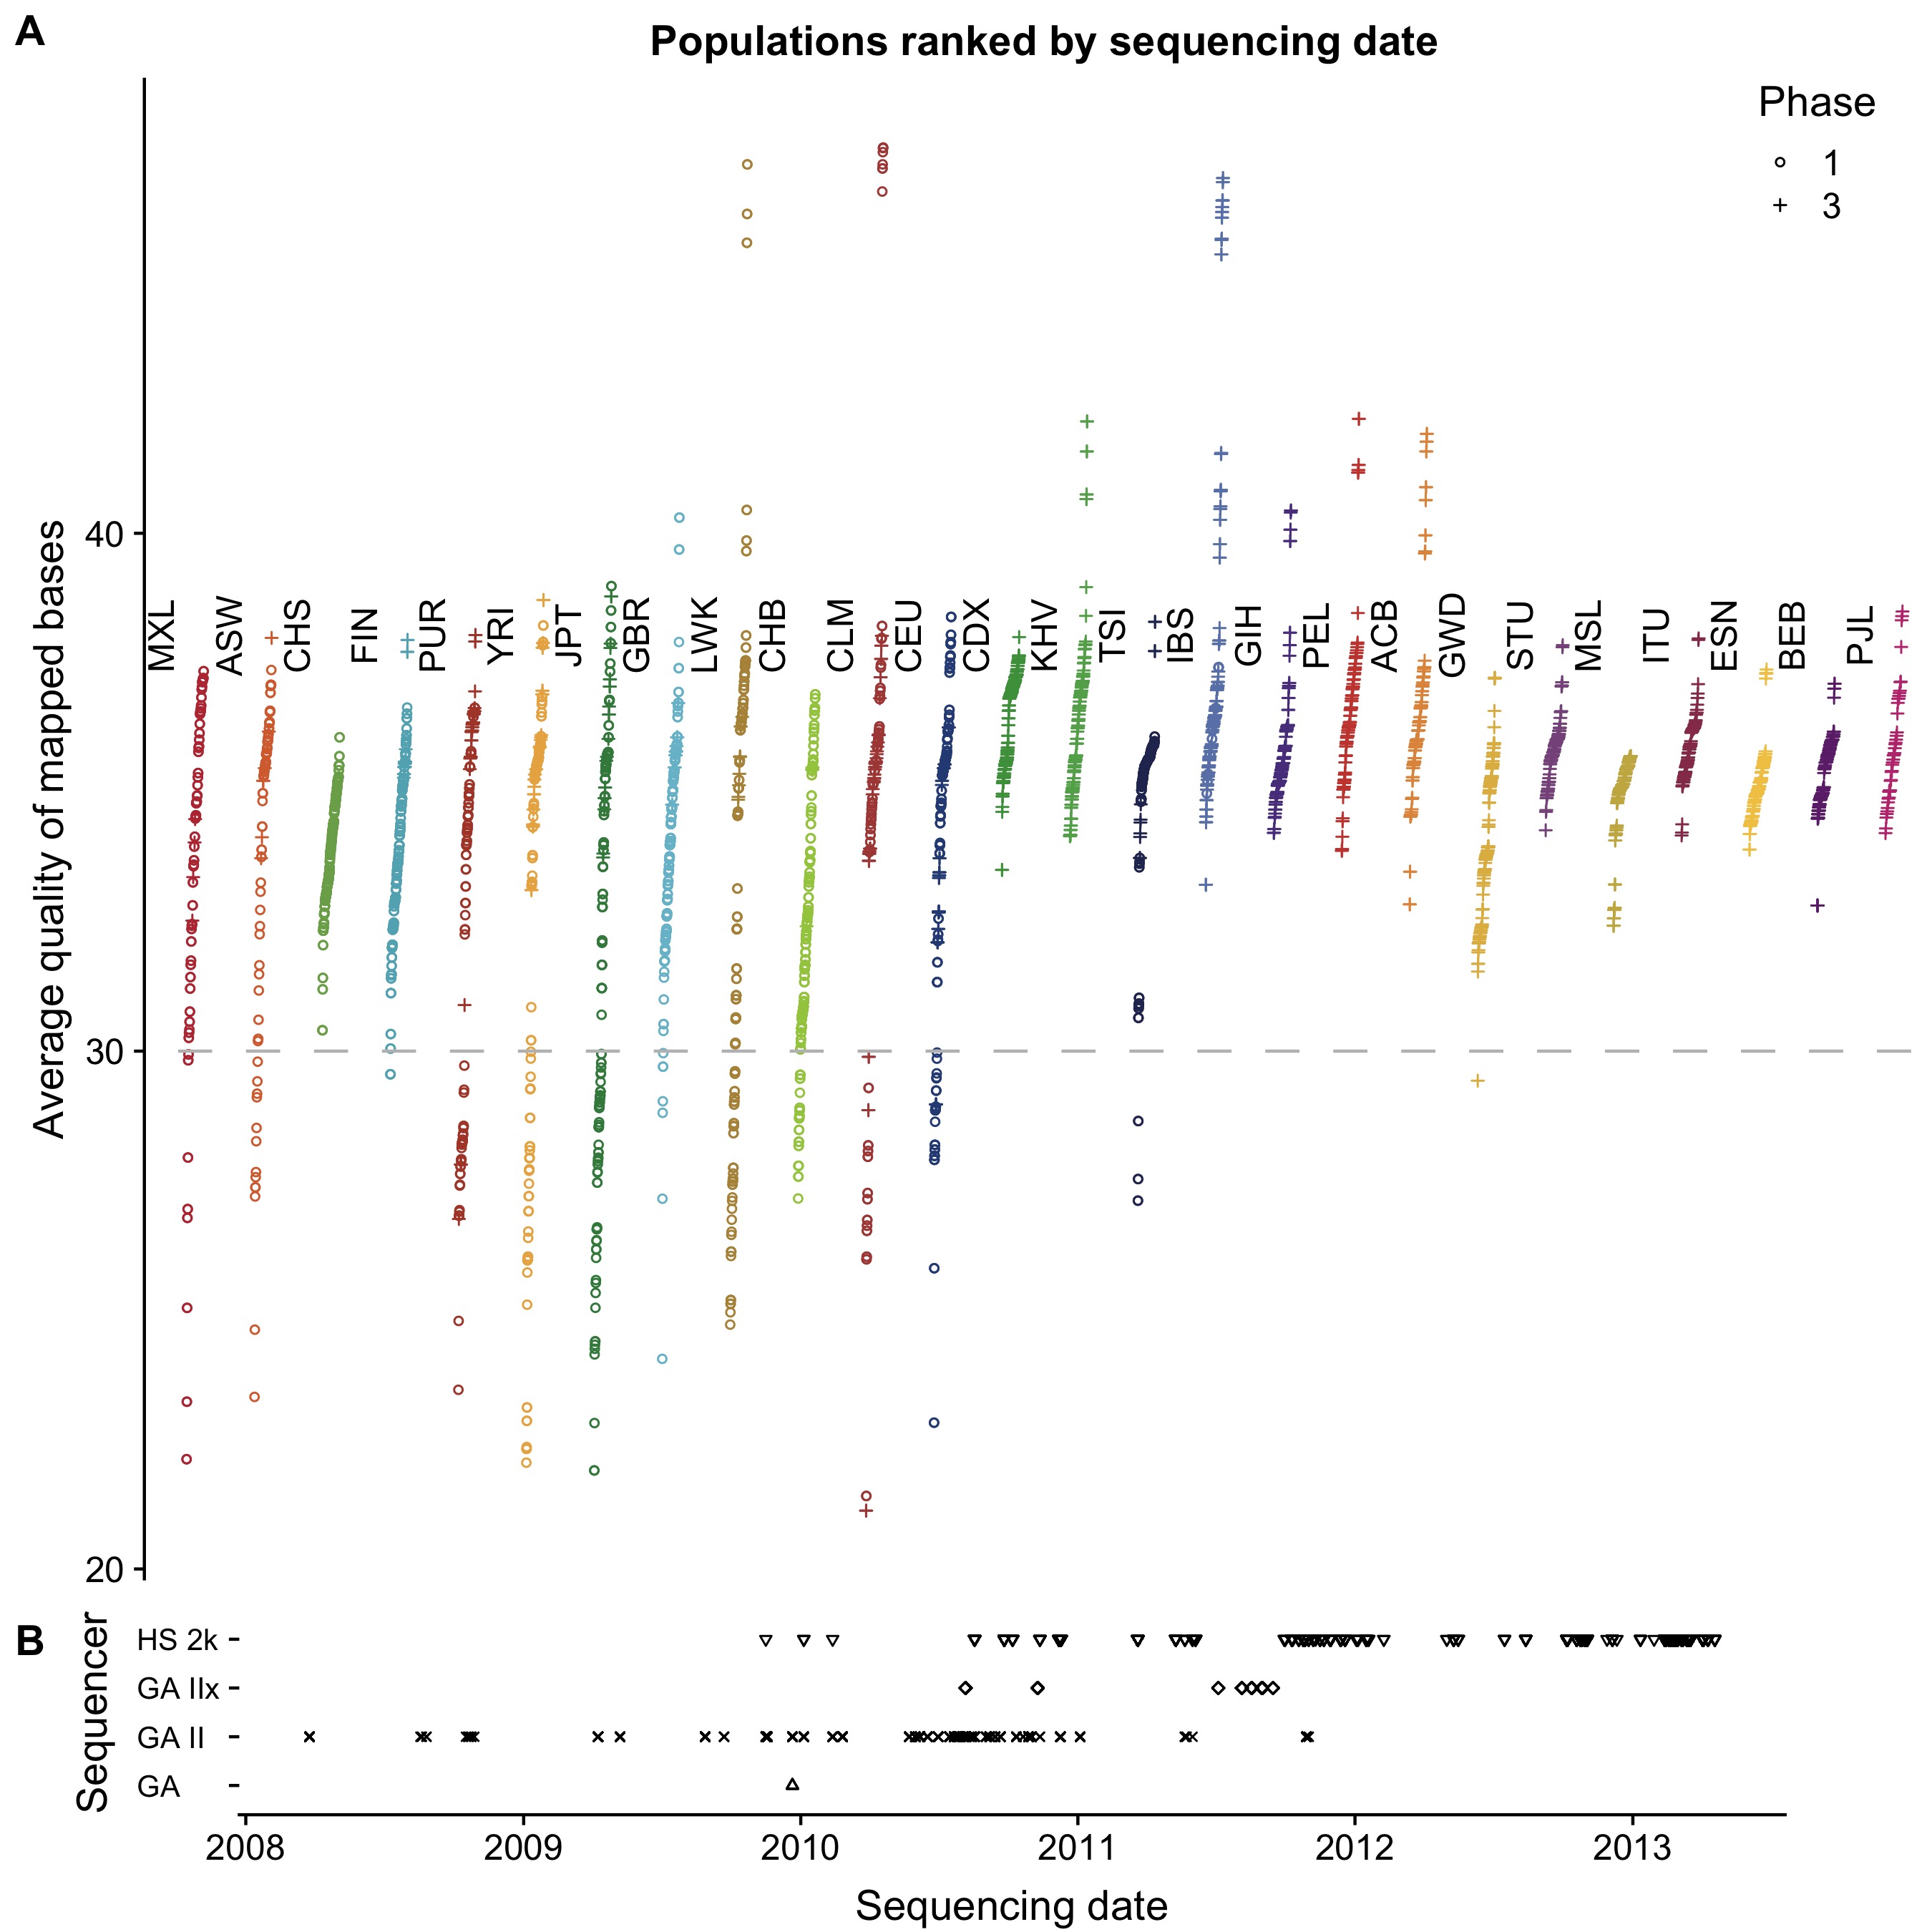 A
Populations ranked by sequencing date
Phase
1
3
Average quality of mapped bases
40
30
20
MXL
ASW
CHS
FIN
PUR
YRI
JPT
GBR
LWK
CHB
CLM
CEU
CDX
KHV
TSI
IBS
GIH
PEL
ACB
GWD
STU
MSL
ITU
ESN
BEB
PJL
B
Sequencer
HS 2k
GA IIx
GA II
GA
2008 2009 2010 2011 2012 2013
Sequencing date